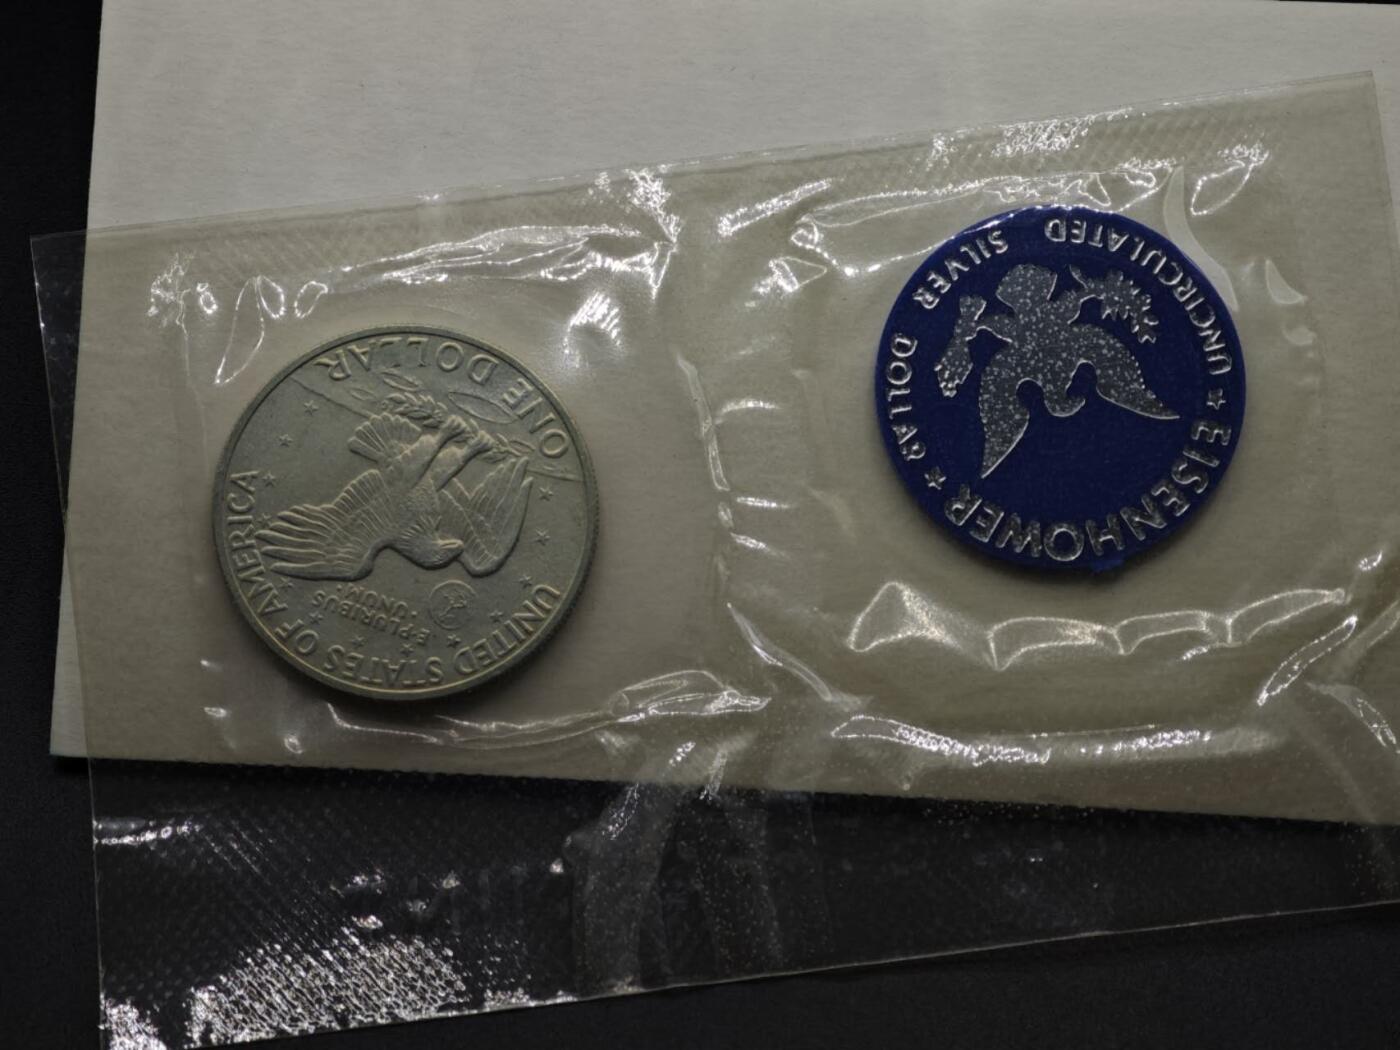 UNITED STATES OF AMERICA
E·PLURIBUS
·UNUM·
ONE DOLLAR
EISENHOWER
★ UNCIRCULATED SILVER DOLLAR ★